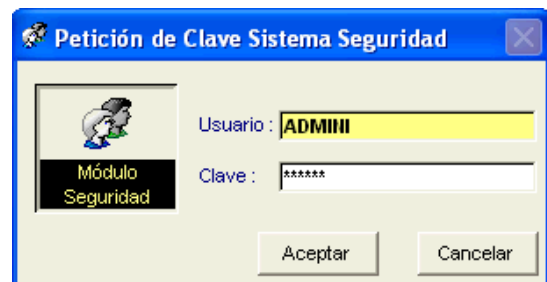 Petición de Clave Sistema Seguridad
Usuario : ADMINI
Módulo
Seguridad
Clave : ******
Aceptar Cancelar